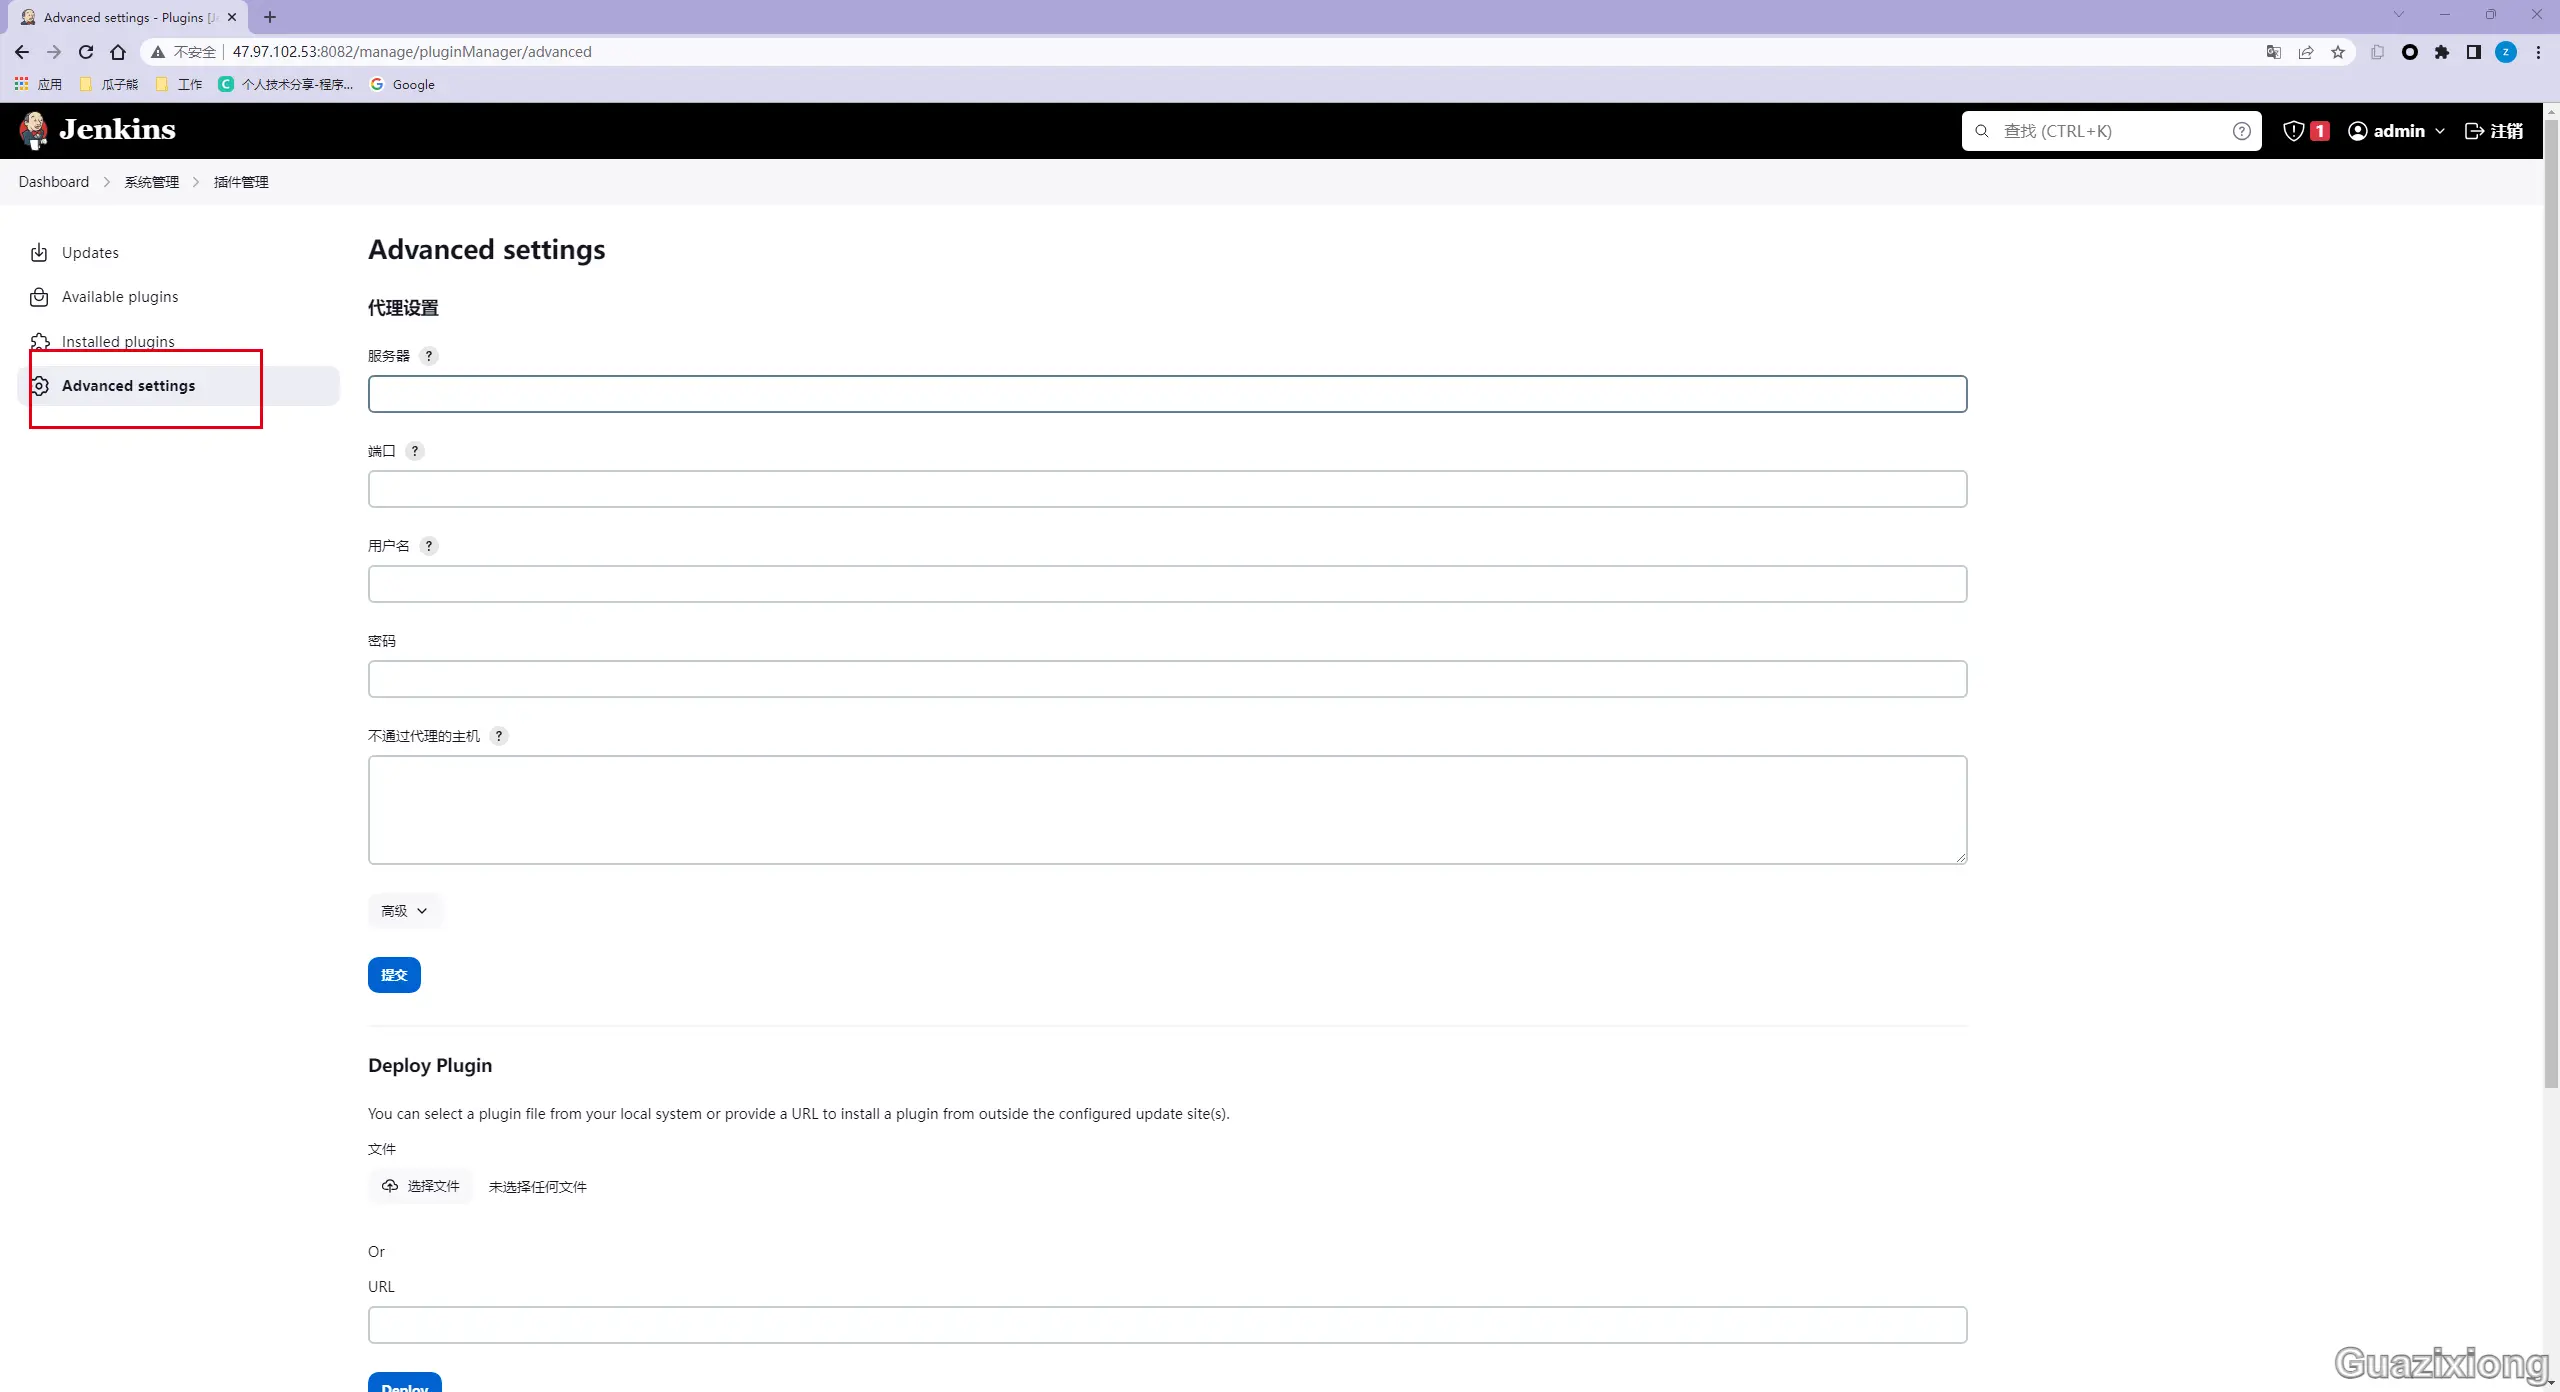 Advanced settings - Plugins [Je
不安全 47.97.102.53:8082/manage/pluginManager/advanced
应用 瓜子熊 工作 个人技术分享-程序... Google
Jenkins 查找 (CTRL+K) 1 admin 注销
Dashboard 系统管理 插件管理
Updates
Available plugins
Installed plugins
Advanced settings
Advanced settings
代理设置
服务器 ?
端口 ?
用户名 ?
密码
不通过代理的主机 ?
高级
提交
Deploy Plugin
You can select a plugin file from your local system or provide a URL to install a plugin from outside the configured update site(s).
文件
选择文件 未选择任何文件
Or
URL
Deploy
Guazixiong